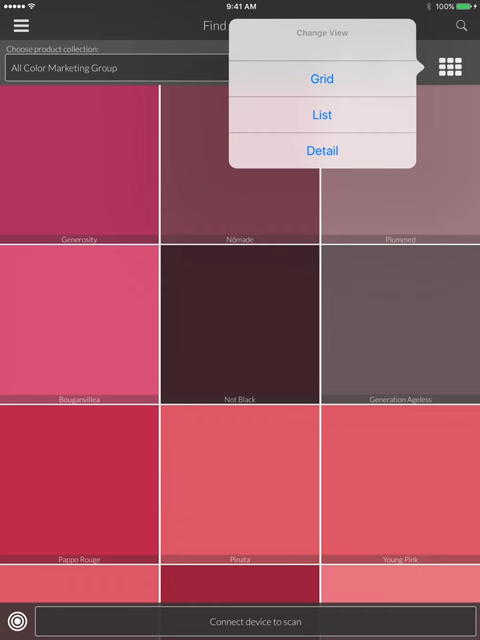 9:41 AM
100%
Find
Choose product collection:
All Color Marketing Group
Change View
Grid
List
Detail
Generosity
Nömade
Plummed
Bouganvillea
Not Black
Generation Ageless
Pappo Rouge
Pinata
Young Pink
Connect device to scan